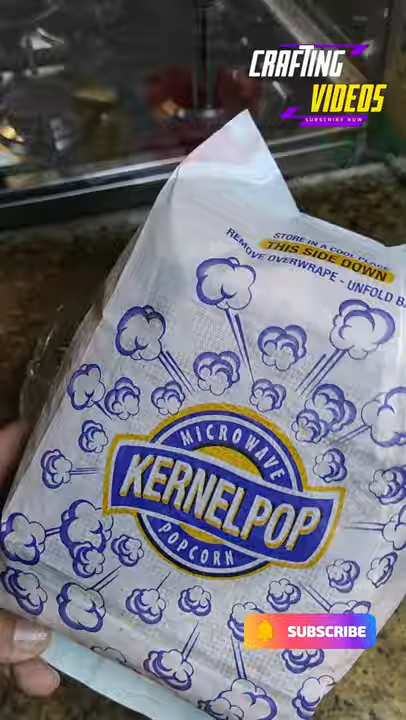 CRAFTING
VIDEOS
SUBSCRIBE NOW
STORE IN A COOL PLACE
THIS SIDE DOWN
REMOVE OVERWRAPE - UNFOLD
MICROWAVE
KERNELPOP
POPCORN
SUBSCRIBE